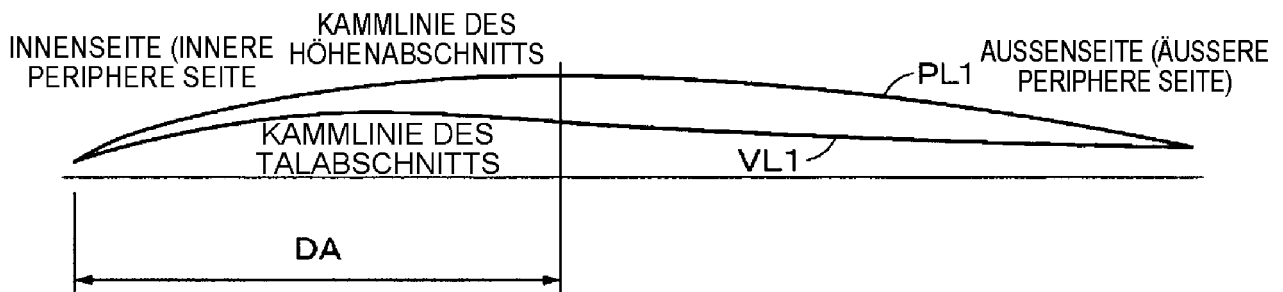 INNENSEITE (INNERE
PERIPHERE SEITE
KAMMLINIE DES
HÖHENABSCHNITTS
PL1
AUSSENSEITE (ÄUSSERE
PERIPHERE SEITE)
KAMMLINIE DES
TALABSCHNITTS
VL1
DA